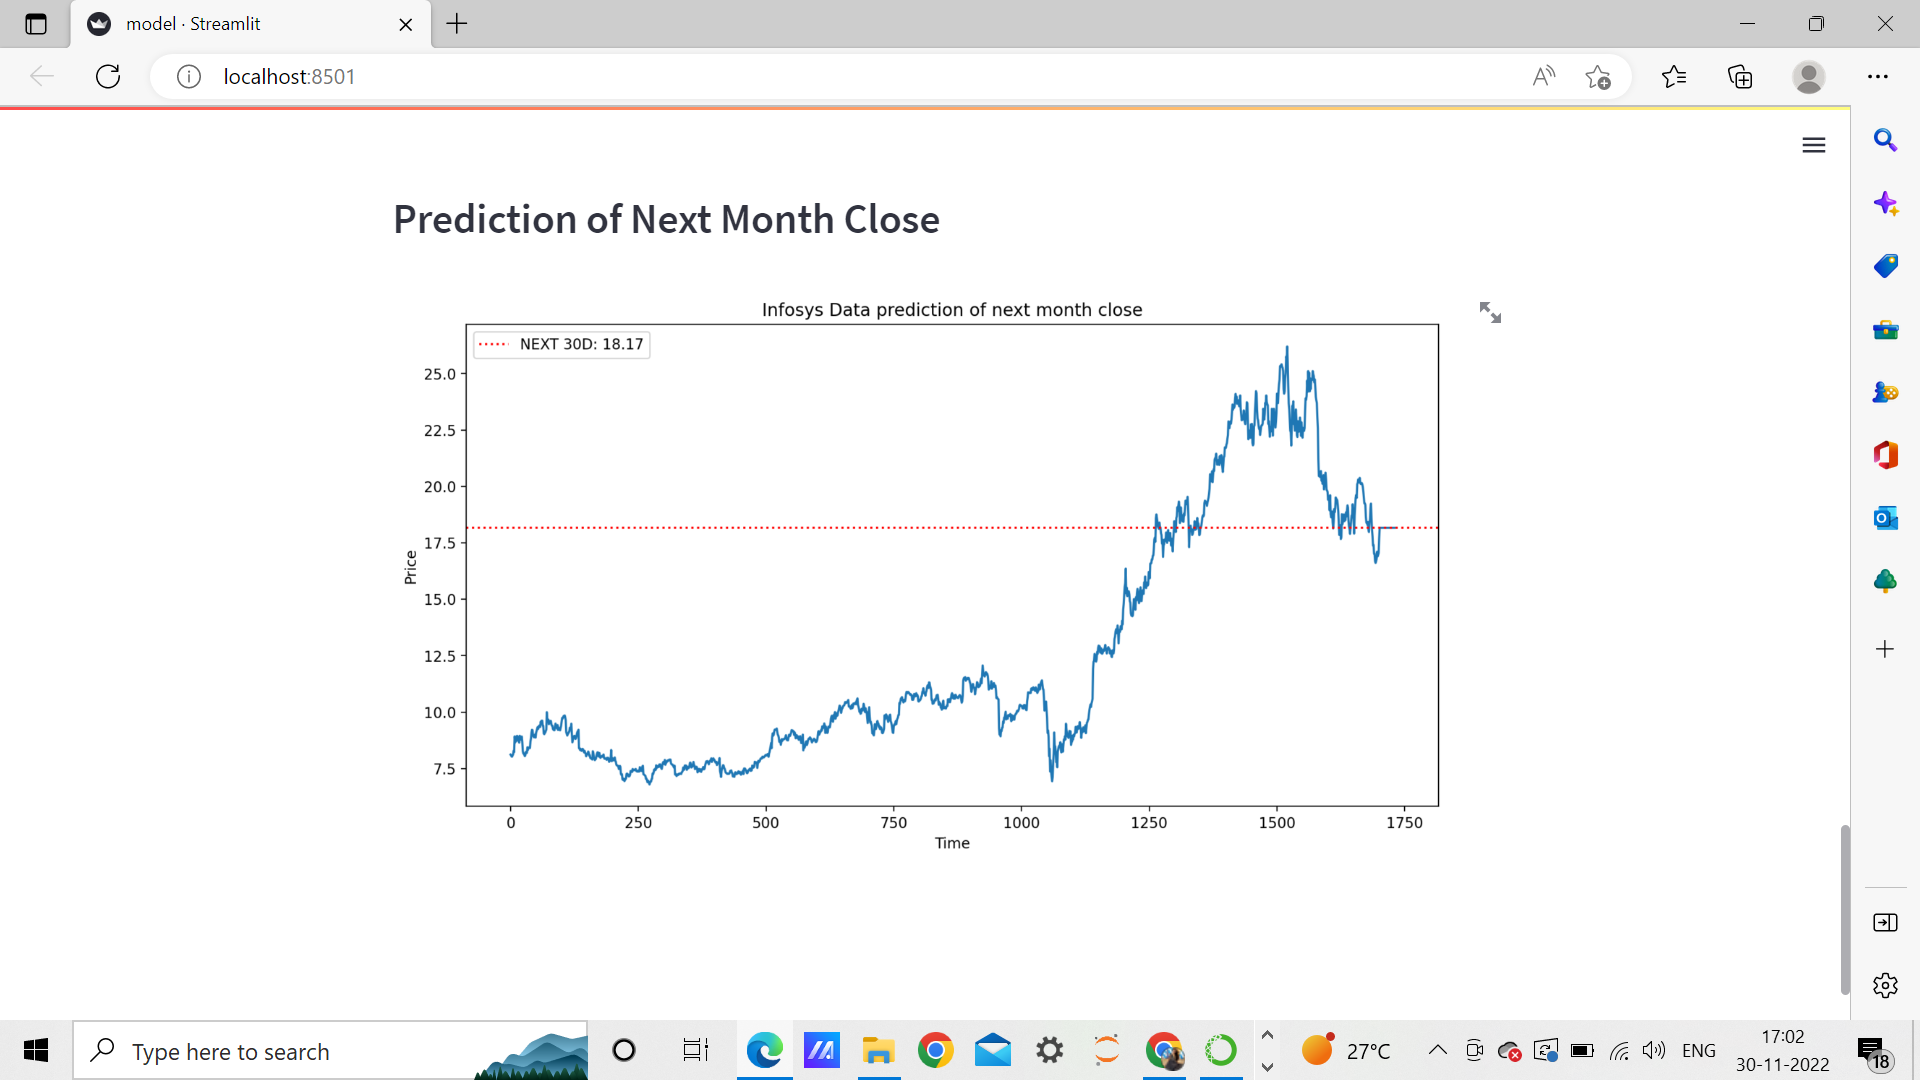 model · Streamlit
localhost:8501
Prediction of Next Month Close
Infosys Data prediction of next month close
NEXT 30D: 18.17
25.0
22.5
20.0
17.5
15.0
12.5
10.0
7.5
Price
0 250 500 750 1000 1250 1500 1750
Time
Type here to search
27°C
ENG
17:02
30-11-2022
18